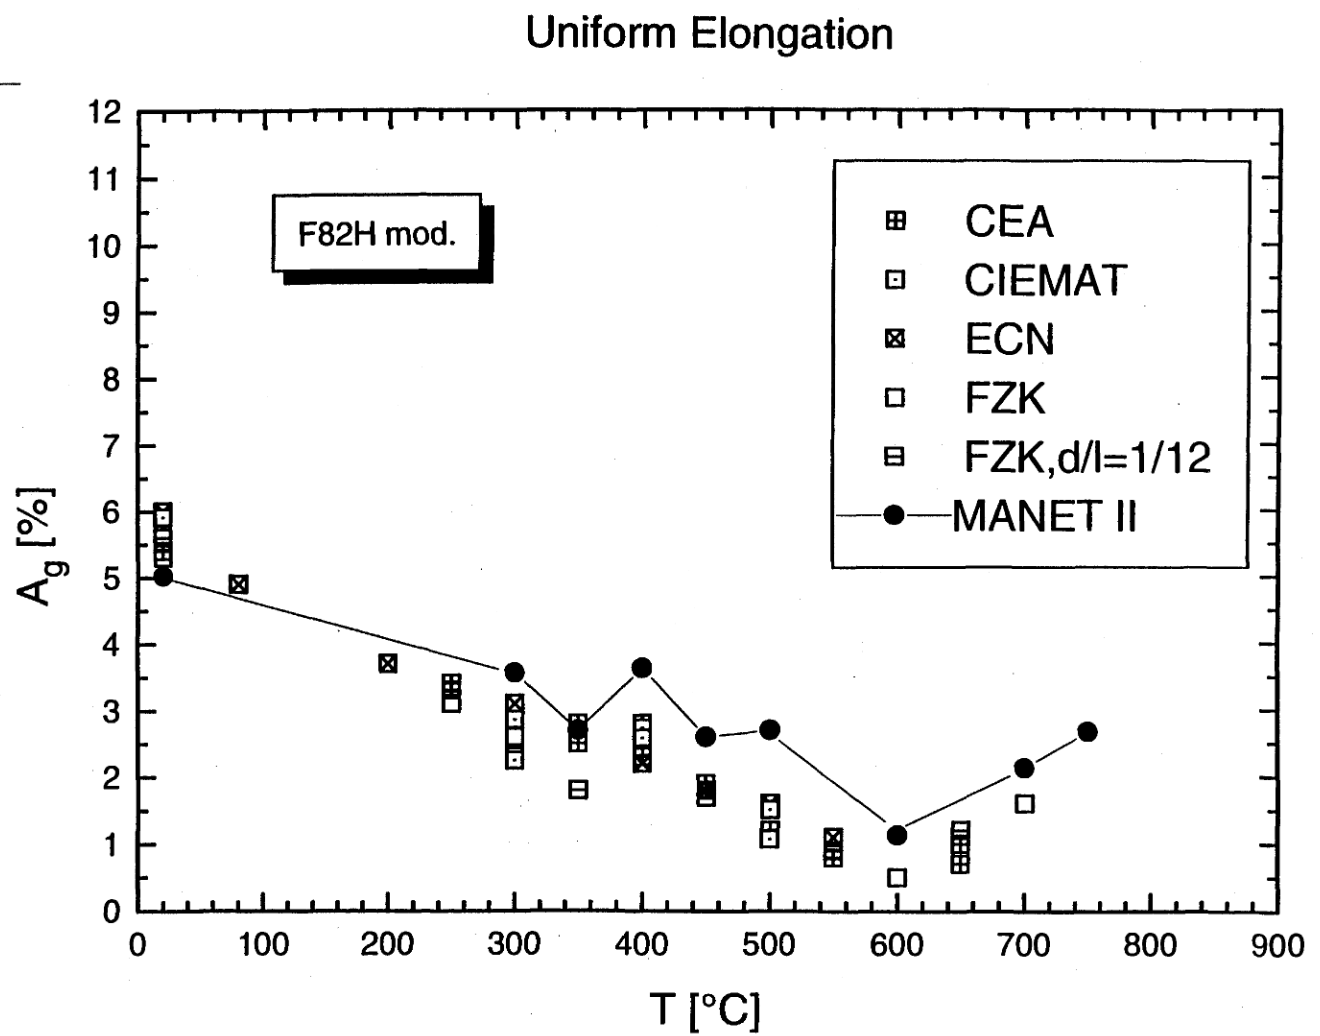 Uniform Elongation
12
11
10
9
8
7
6
5
4
3
2
1
0
A_g [%]
F82H mod.
CEA
CIEMAT
ECN
FZK
FZK,d/l=1/12
MANET II
0 100 200 300 400 500 600 700 800 900
T [°C]